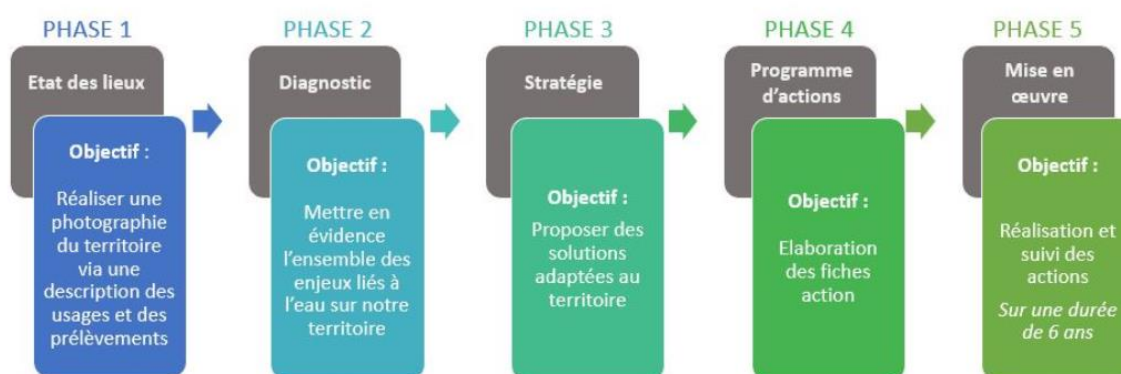 PHASE 1
Etat des lieux
Objectif :
Réaliser une
photographie
du territoire
via une
description des
usages et des
prélèvements
PHASE 2
Diagnostic
Objectif :
Mettre en
évidence
l'ensemble des
enjeux liés à
l'eau sur notre
territoire
PHASE 3
Stratégie
Objectif :
Proposer des
solutions
adaptées au
territoire
PHASE 4
Programme
d'actions
Objectif :
Elaboration
des fiches
action
PHASE 5
Mise en
œuvre
Objectif :
Réalisation et
suivi des
actions
Sur une durée
de 6 ans